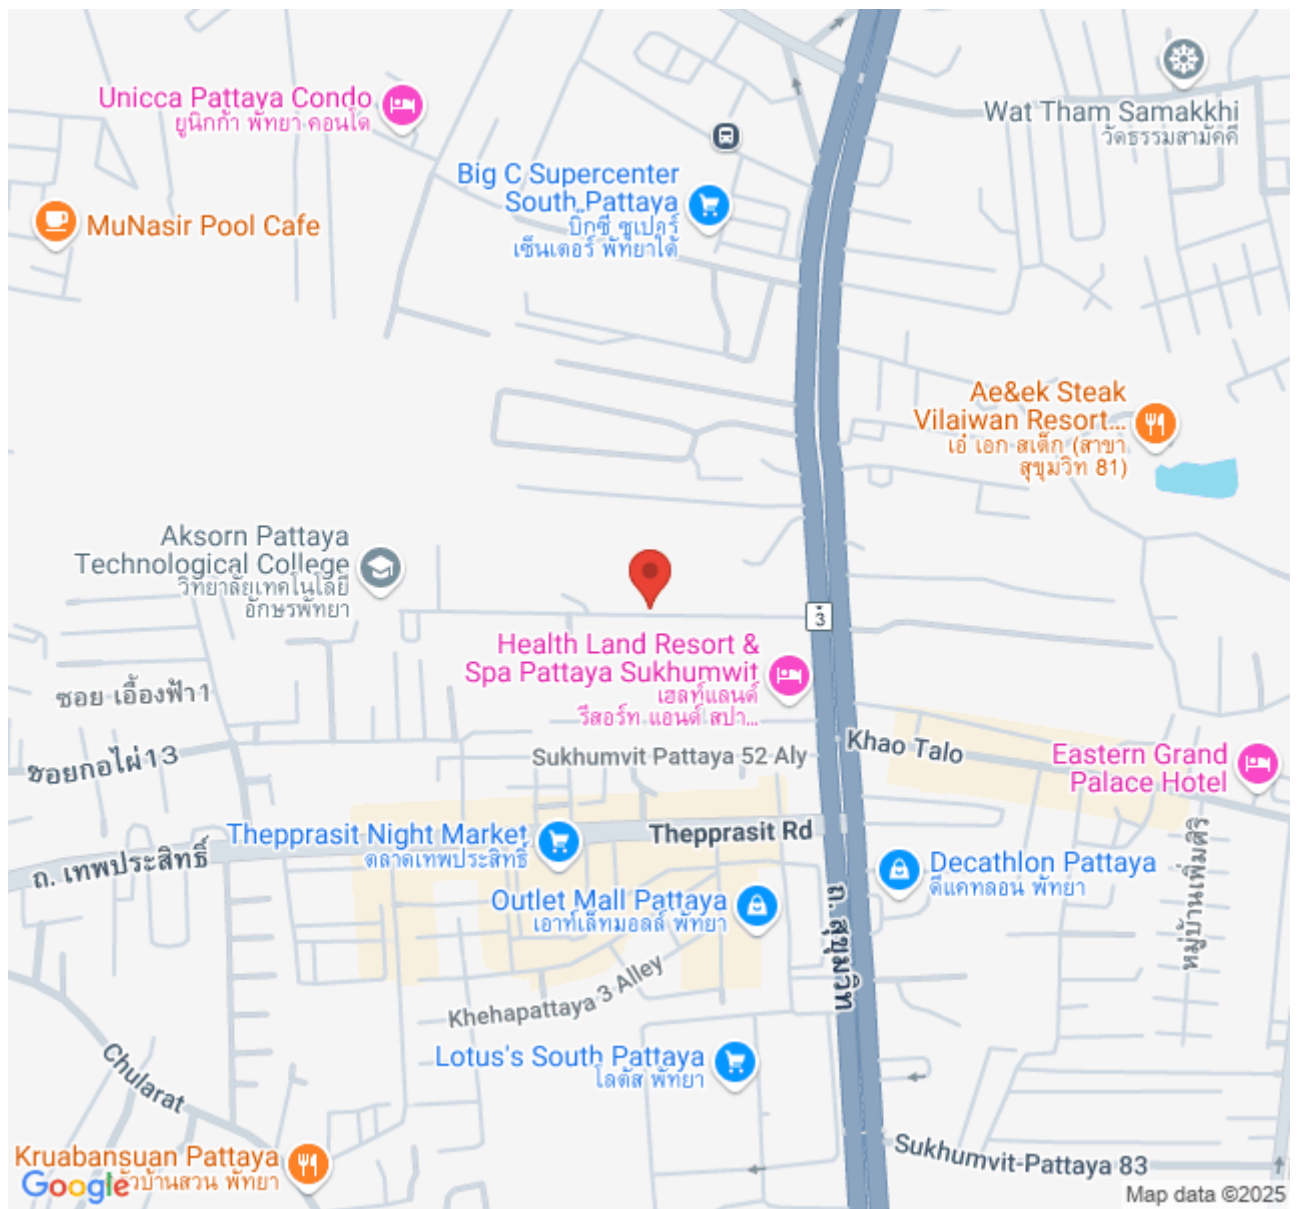 Unicca Pattaya Condo
ยูนิกก้า พัทยา คอนโด
Wat Tham Samakkhi
วัดธรรมสามัคคี
Big C Supercenter
South Pattaya
บิ๊กซี ซูเปอร์
เซ็นเตอร์ พัทยาใต้
MuNasir Pool Cafe
Ae&ek Steak
Vilaiwan Resort...
เอ๋ เอก สเต็ก (สาขา
สุขุมวิท 81)
Aksorn Pattaya
Technological College
วิทยาลัยเทคโนโลยี
อักษรพัทยา
3
Health Land Resort &
Spa Pattaya Sukhumwit
เฮลท์แลนด์
รีสอร์ท แอนด์ สปา...
ซอย เอื้องฟ้า 1
ซอยกอไผ่ 13
Sukhumvit Pattaya 52 Aly
Khao Talo
Eastern Grand
Palace Hotel
Thepprasit Night Market
ตลาดเทพประสิทธิ์
Thepprasit Rd
ถ. เทพประสิทธิ์
Decathlon Pattaya
ดีแคทลอน พัทยา
Outlet Mall Pattaya
เอาท์เล็ทมอลล์ พัทยา
ถ. สุขุมวิท
หมู่บ้านเพิ่มศิริ
Khehapattaya 3 Alley
Lotus's South Pattaya
โลตัส พัทยา
Chularat
Kruabansuan Pattaya
ครัวบ้านสวน พัทยา
Sukhumvit-Pattaya 83
Google
Map data ©2025